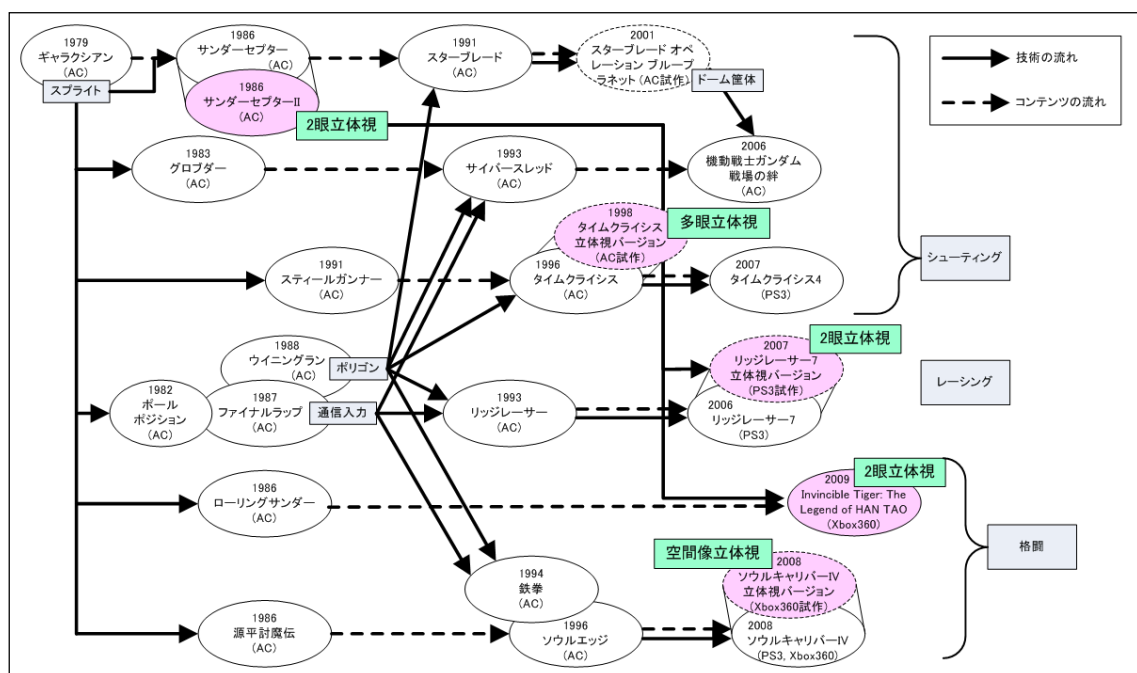 1979
ギャラクシアン
(AC)
スプライト
1986
サンダーセプター
(AC)
1986
サンダーセプターII
(AC)
2眼立体視
1991
スターブレード
(AC)
2001
スターブレード オペ
レーション ブループ
ラネット (AC試作)
ドーム筐体
技術の流れ
コンテンツの流れ
1983
グロブダー
(AC)
1993
サイバースレッド
(AC)
2006
機動戦士ガンダム
戦場の絆
(AC)
1991
スティールガンナー
(AC)
1998
タイムクライシス
立体視バージョン
(AC試作)
多眼立体視
1996
タイムクライシス
(AC)
2007
タイムクライシス4
(PS3)
シューティング
1988
ウイニングラン
(AC)
ポリゴン
1982
ポール
ポジション
(AC)
1987
ファイナルラップ
(AC)
通信入力
1993
リッジレーサー
(AC)
2007
リッジレーサー7
立体視バージョン
(PS3試作)
2眼立体視
2006
リッジレーサー7
(PS3)
レーシング
1986
ローリングサンダー
(AC)
2009
Invincible Tiger: The
Legend of HAN TAO
(Xbox360)
2眼立体視
格闘
1994
鉄拳
(AC)
空間像立体視
2008
ソウルキャリバーIV
立体視バージョン
(Xbox360試作)
1986
源平討魔伝
(AC)
1996
ソウルエッジ
(AC)
2008
ソウルキャリバーIV
(PS3, Xbox360)